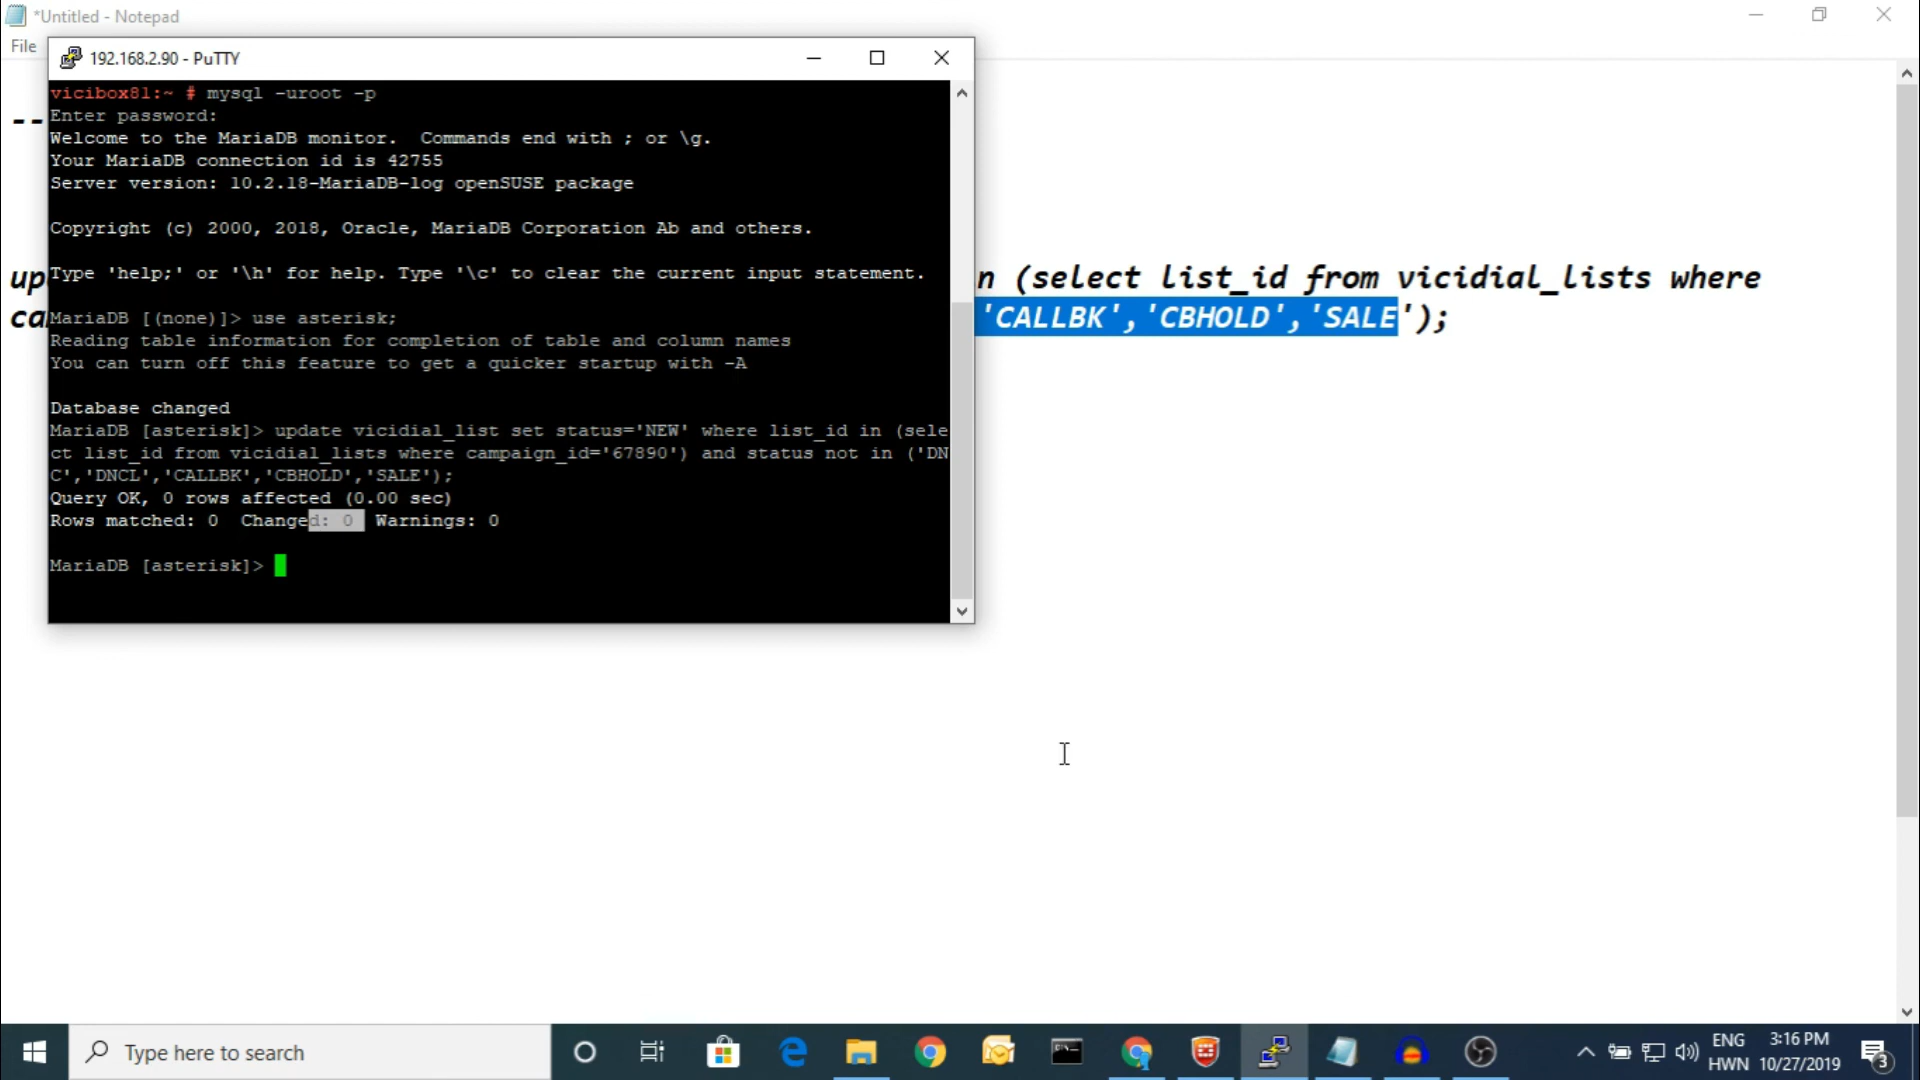 *Untitled - Notepad
File
192.168.2.90 - PuTTY
vicibox81:~ # mysql -uroot -p
Enter password:
Welcome to the MariaDB monitor.  Commands end with ; or \g.
Your MariaDB connection id is 42755
Server version: 10.2.18-MariaDB-log openSUSE package
Copyright (c) 2000, 2018, Oracle, MariaDB Corporation Ab and others.
Type 'help;' or '\h' for help. Type '\c' to clear the current input statement.
MariaDB [(none)]> use asterisk;
Reading table information for completion of table and column names
You can turn off this feature to get a quicker startup with -A
Database changed
MariaDB [asterisk]> update vicidial_list set status='NEW' where list_id in (sele
ct list_id from vicidial_lists where campaign_id='67890') and status not in ('DN
C','DNCL','CALLBK','CBHOLD','SALE');
Query OK, 0 rows affected (0.00 sec)
Rows matched: 0  Changed: 0  Warnings: 0
MariaDB [asterisk]>
--
up n (select list_id from vicidial_lists where
ca 'CALLBK','CBHOLD','SALE');
Type here to search
ENG
HWN
3:16 PM
10/27/2019
3